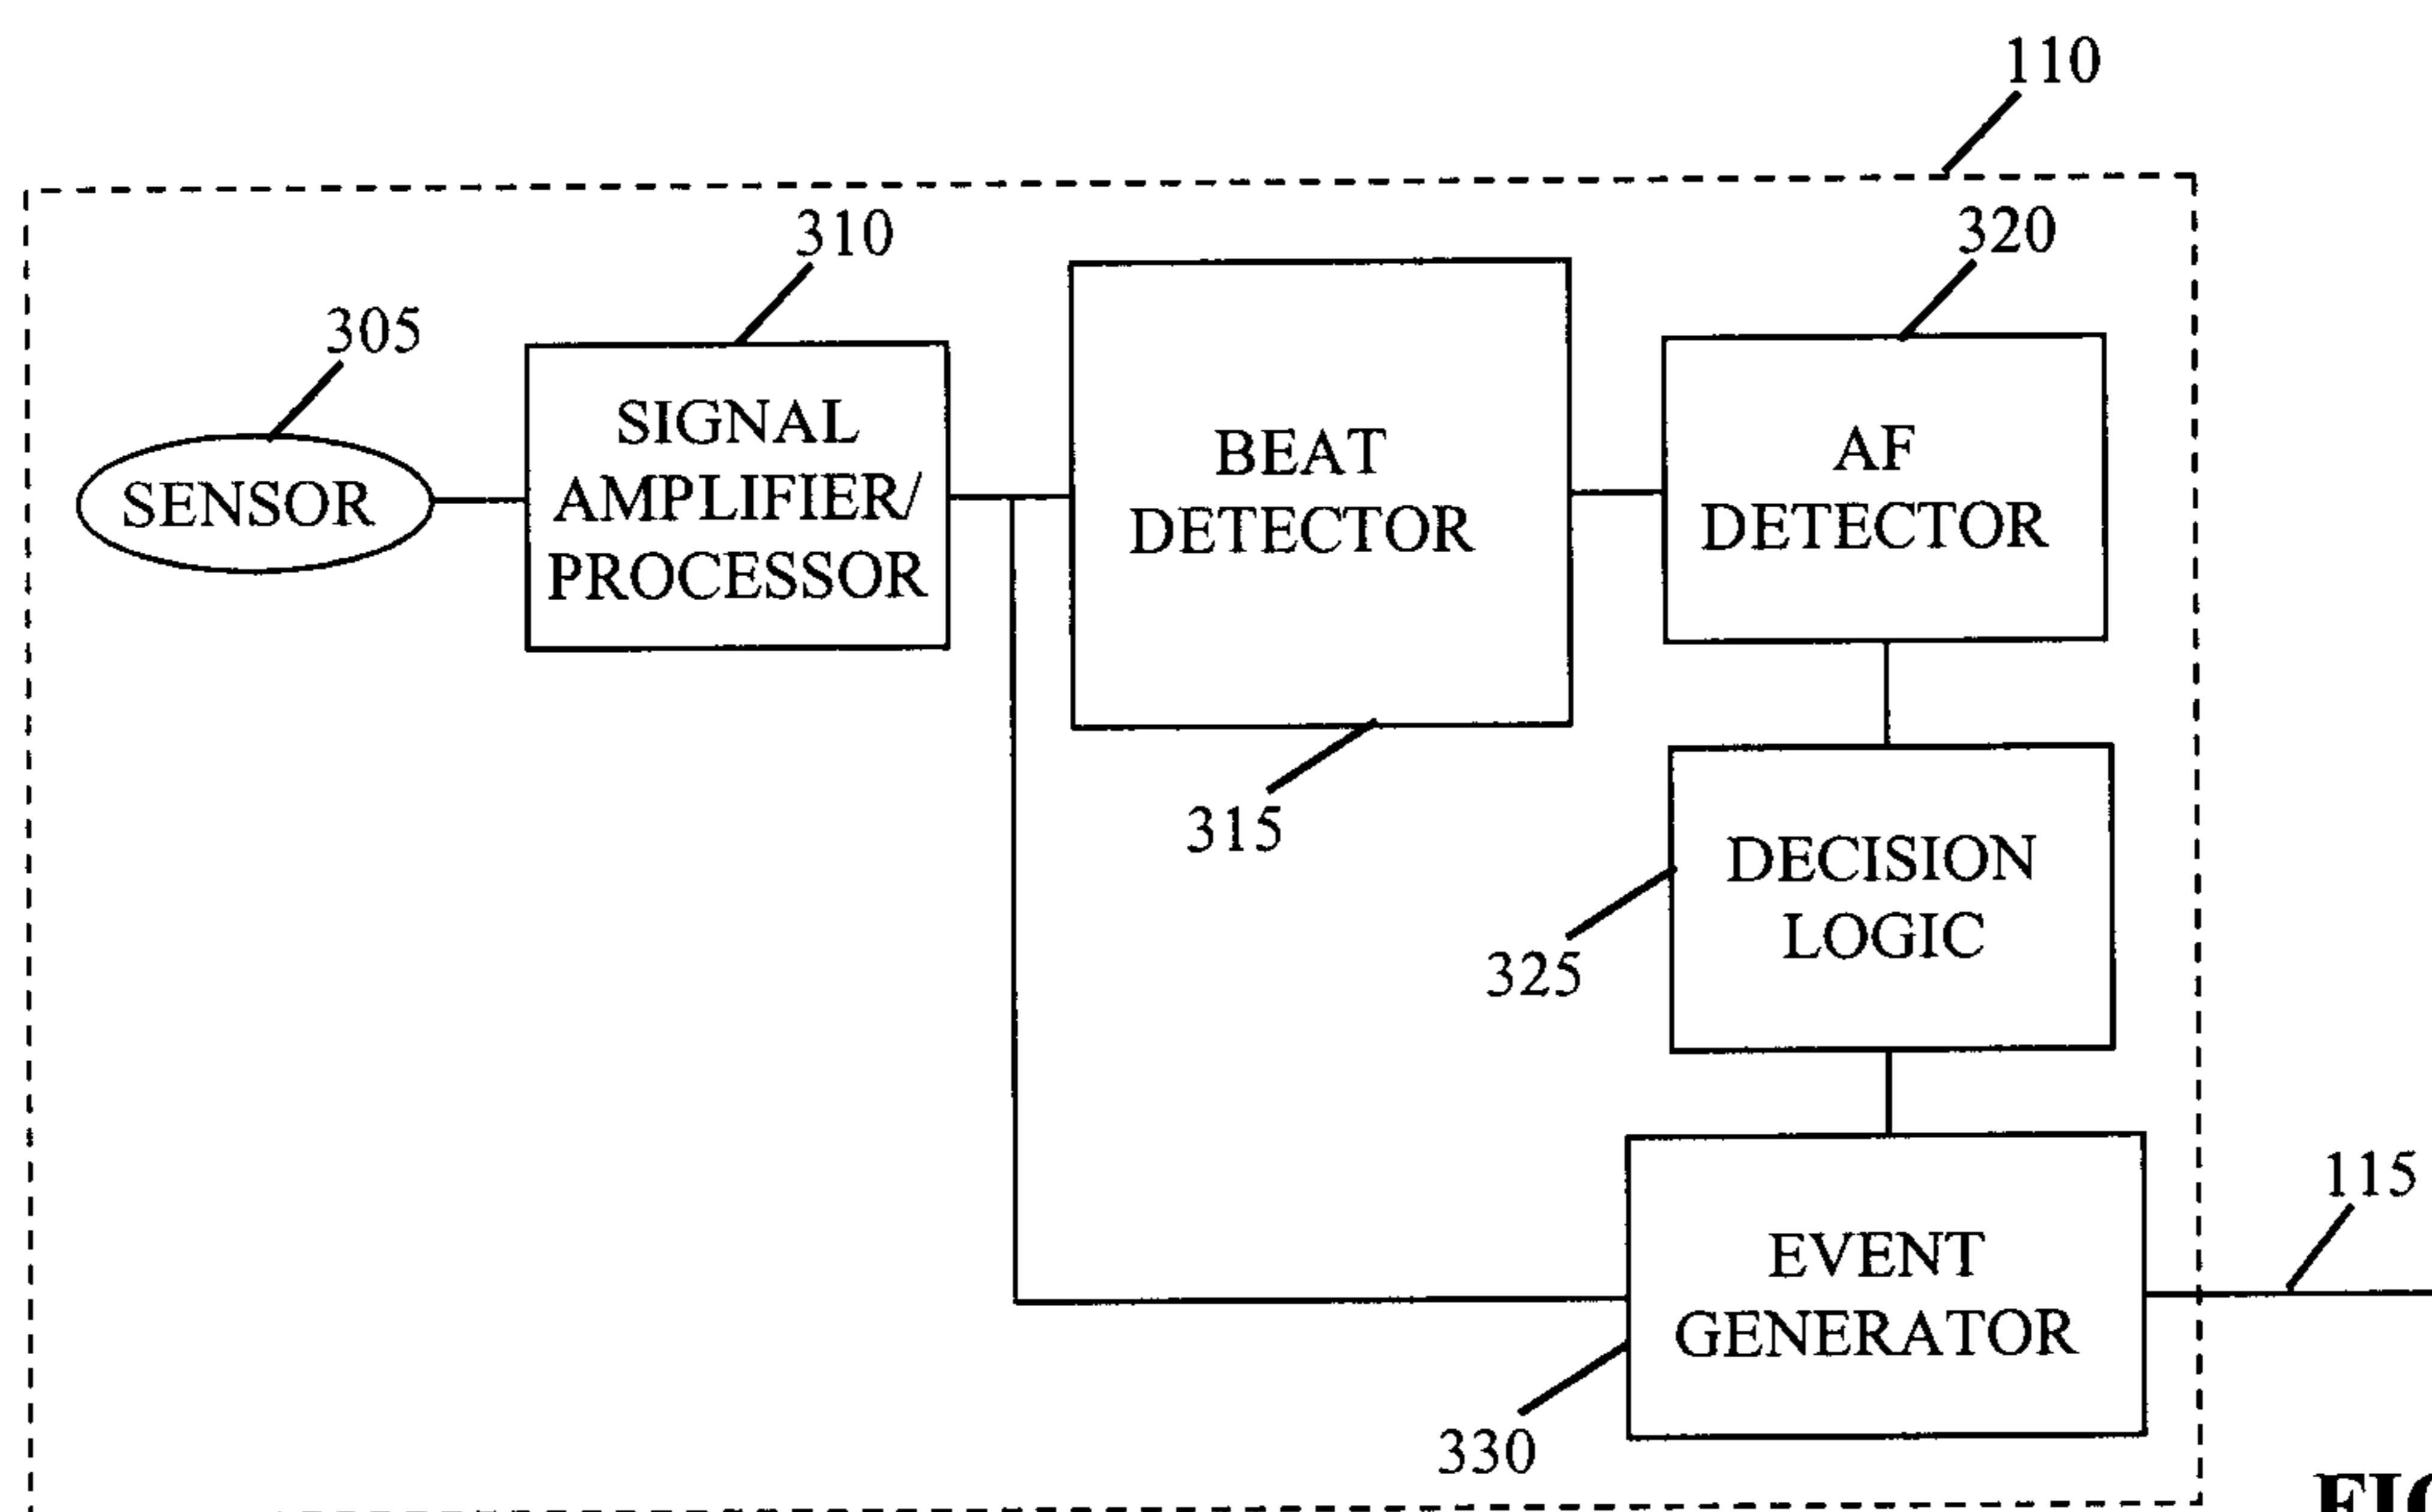 110
310
320
305
SIGNAL
AMPLIFIER/
PROCESSOR
BEAT
DETECTOR
AF
DETECTOR
SENSOR
315
DECISION
LOGIC
325
115
EVENT
GENERATOR
330